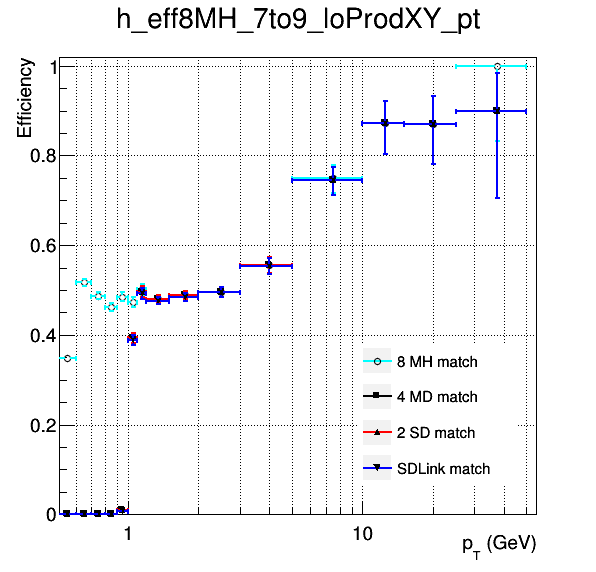 h_eff8MH_7to9_loProdXY_pt
Efficiency
1
0.8
0.6
0.4
0.2
0
8 MH match
4 MD match
2 SD match
SDLink match
1
10
p_T (GeV)